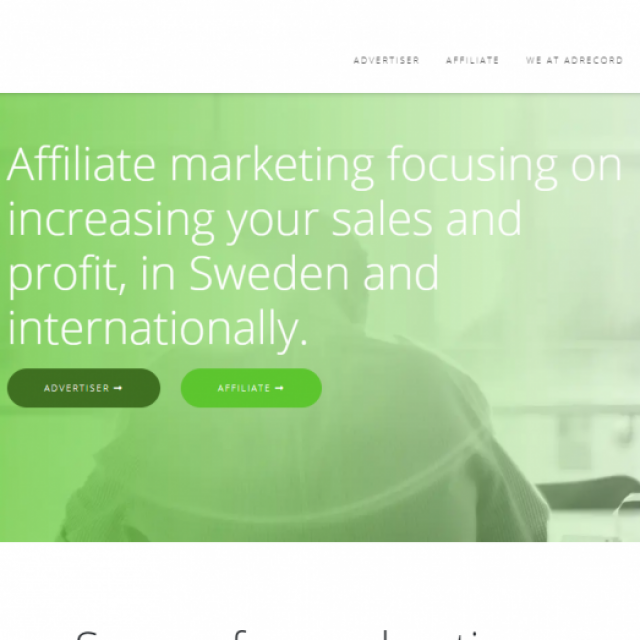 ADVERTISER AFFILIATE WE AT ADRECORD
Affiliate marketing focusing on
increasing your sales and
profit, in Sweden and
internationally.
ADVERTISER ➞ AFFILIATE ➞